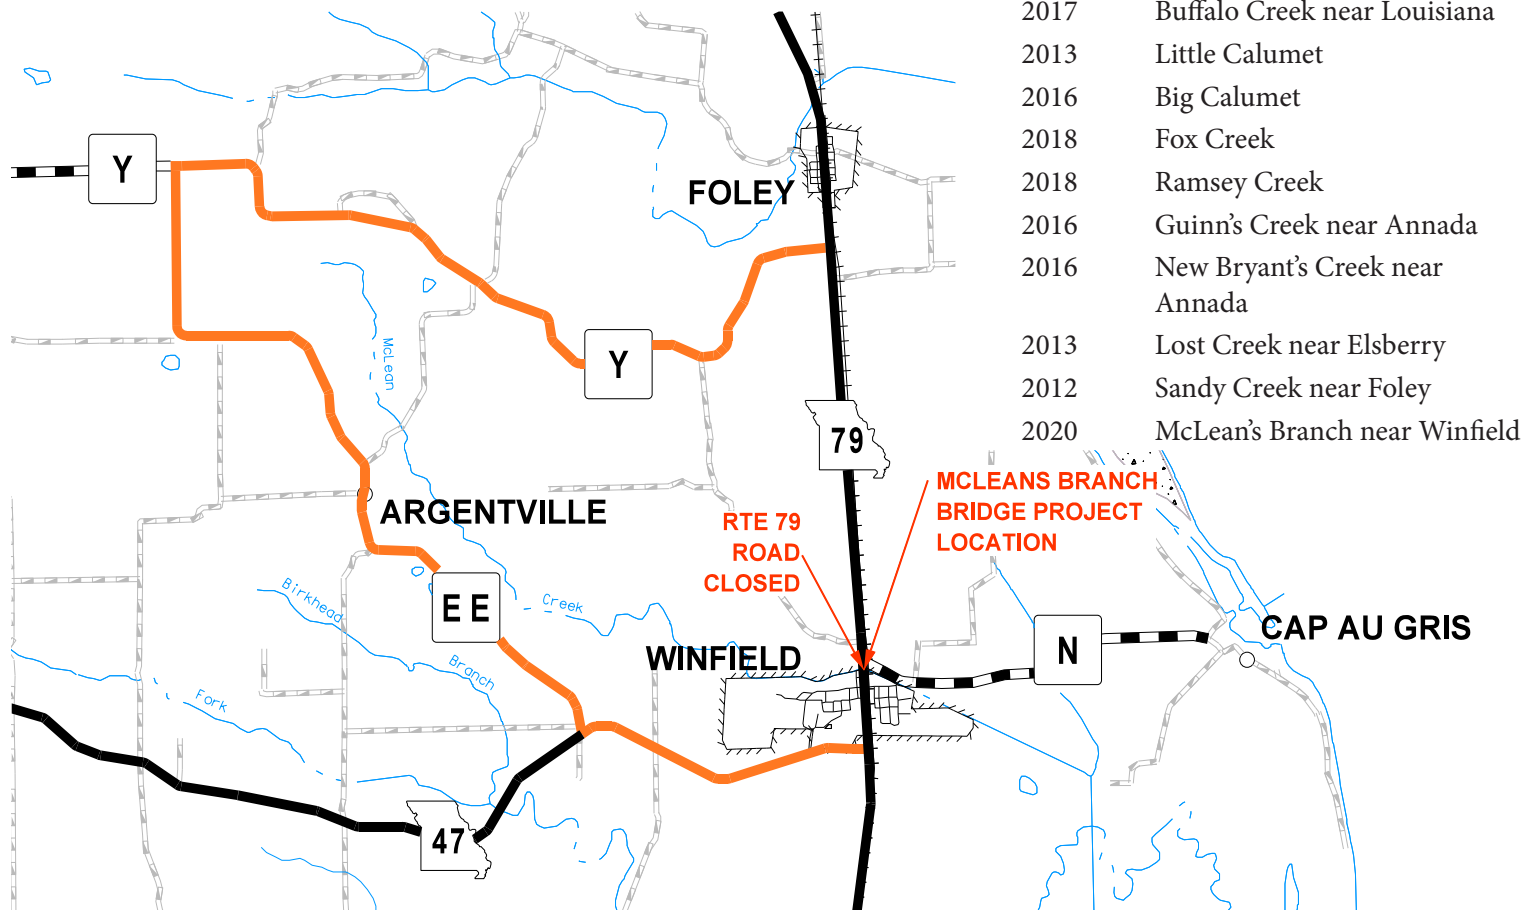 2017 Buffalo Creek near Louisiana
2013 Little Calumet
2016 Big Calumet
2018 Fox Creek
2018 Ramsey Creek
2016 Guinn's Creek near Annada
2016 New Bryant's Creek near
Annada
2013 Lost Creek near Elsberry
2012 Sandy Creek near Foley
2020 McLean's Branch near Winfield
Y
FOLEY
McLean
Y
79
ARGENTVILLE
MCLEANS BRANCH
BRIDGE PROJECT
LOCATION
RTE 79
ROAD
CLOSED
Birkhead
Branch
E E
Creek
WINFIELD
N
CAP AU GRIS
Fork
47